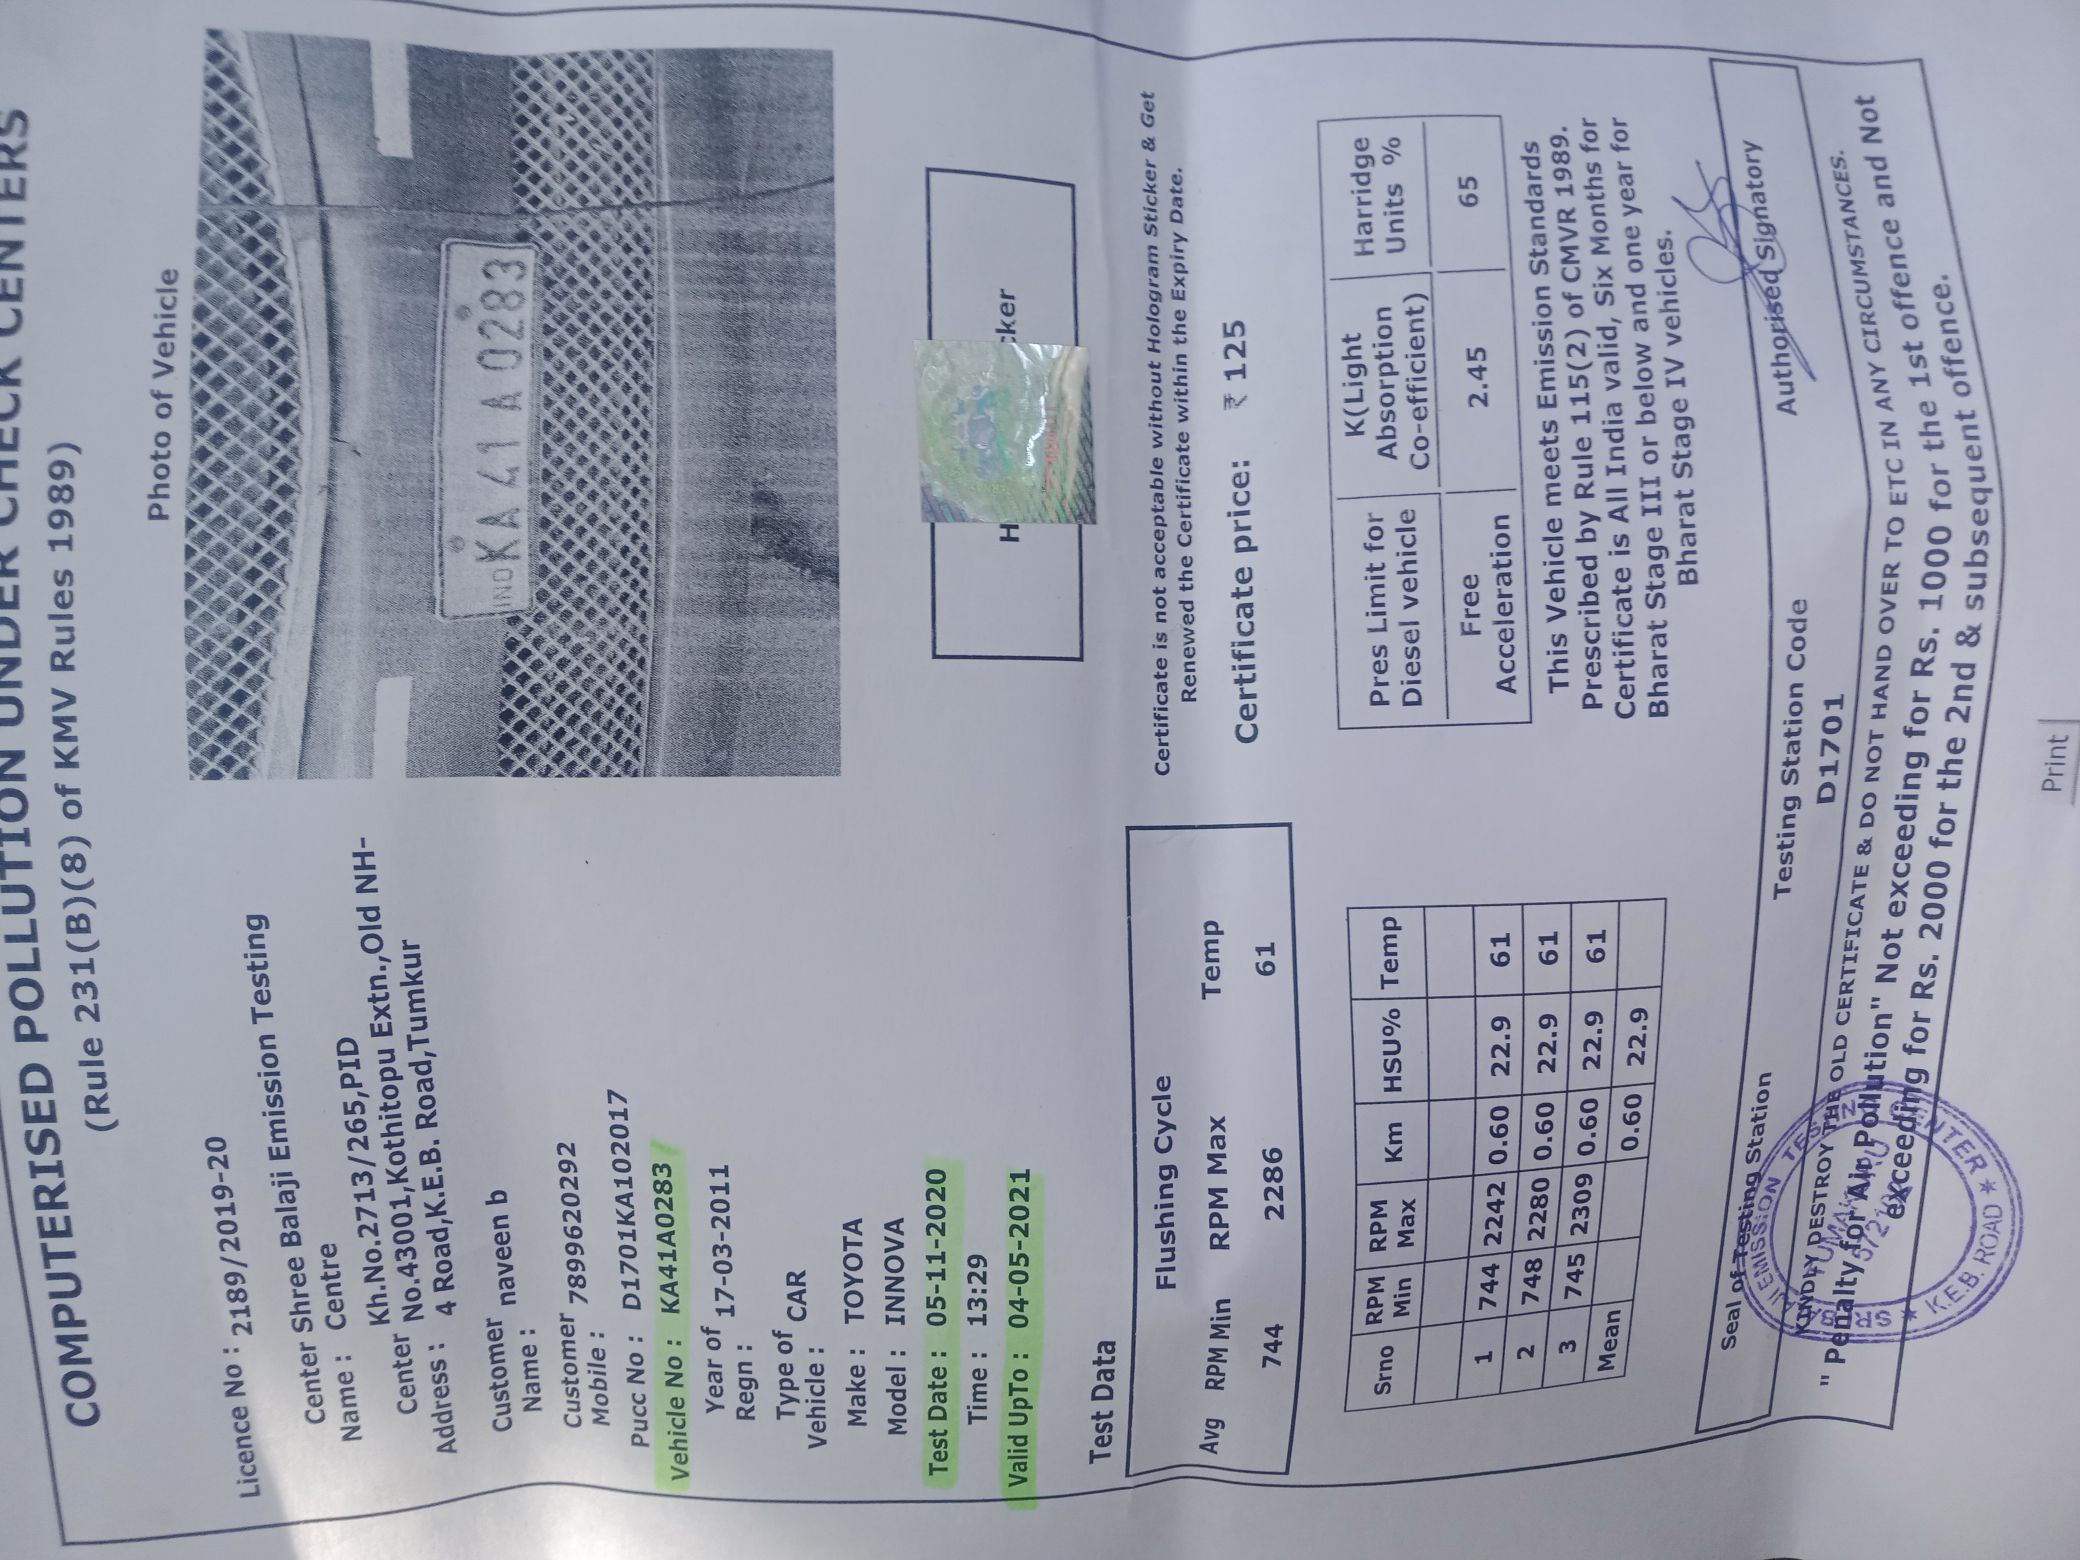 COMPUTERISED POLLUTION UNDER CHECK CENTERS
(Rule 231(B)(8) of KMV Rules 1989)
Licence No : 2189/2019-20
Center Name : Shree Balaji Emission Testing
Centre
Center Address : Kh.No.2713/265,PID
No.43001,Kothitopu Extn.,Old NH-
4 Road,K.E.B. Road,Tumkur
Customer Name : naveen b
Customer Mobile : 7899620292
Pucc No : D1701KA102017
Vehicle No : KA41A0283
Year of Regn : 17-03-2011
Type of Vehicle : CAR
Make : TOYOTA
Model : INNOVA
Test Date : 05-11-2020
Time : 13:29
Valid UpTo : 04-05-2021
Photo of Vehicle
IND KA 41 A 0283
Certificate is not acceptable without Hologram Sticker & Get
Renewed the Certificate within the Expiry Date.
Certificate price: ₹ 125
Test Data
Flushing Cycle
Avg RPM Min RPM Max Temp
744 2286 61
Srno RPM Min RPM Max Km HSU% Temp
1 744 2242 0.60 22.9 61
2 748 2280 0.60 22.9 61
3 745 2309 0.60 22.9 61
Mean 0.60 22.9
Pres Limit for Diesel vehicle K(Light Absorption Co-efficient) Harridge Units %
Free Acceleration 2.45 65
This Vehicle meets Emission Standards
Prescribed by Rule 115(2) of CMVR 1989.
Certificate is All India valid, Six Months for
Bharat Stage III or below and one year for
Bharat Stage IV vehicles.
Seal of Testing Station
Testing Station Code
D1701
Authorised Signatory
KINDLY DESTROY THE OLD CERTIFICATE & DO NOT HAND OVER TO ETC IN ANY CIRCUMSTANCES.
" Penalty for Air Pollution" Not exceeding for Rs. 1000 for the 1st offence and Not
exceeding for Rs. 2000 for the 2nd & subsequent offence.
K.E.B. ROAD
Print